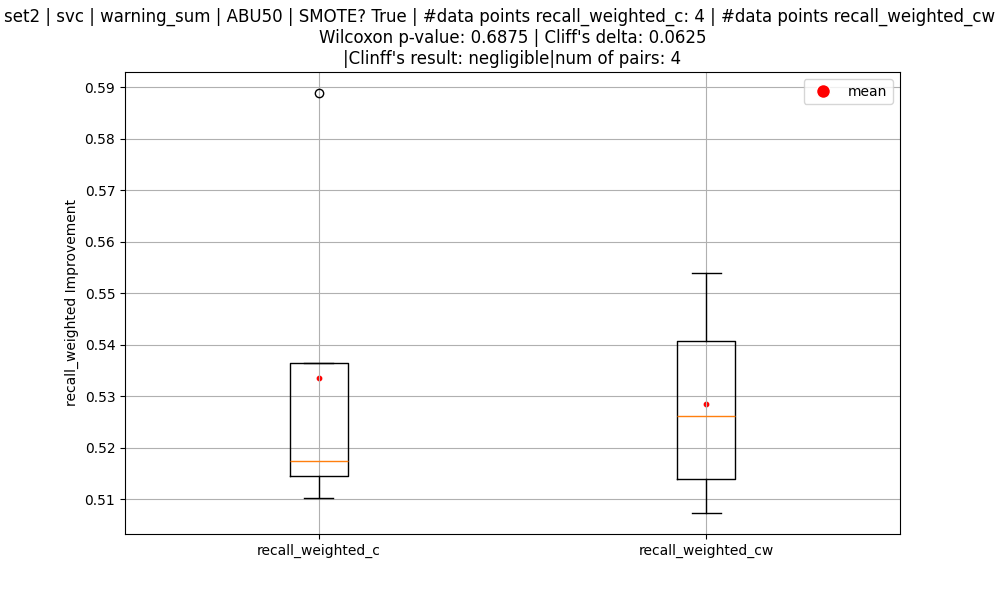 set2 | svc | warning_sum | ABU50 | SMOTE? True | #data points recall_weighted_c: 4 | #data points recall_weighted_cw
Wilcoxon p-value: 0.6875 | Cliff's delta: 0.0625
|Clinff's result: negligible|num of pairs: 4
mean
0.59
0.58
0.57
0.56
0.55
0.54
0.53
0.52
0.51
recall_weighted Improvement
recall_weighted_c
recall_weighted_cw